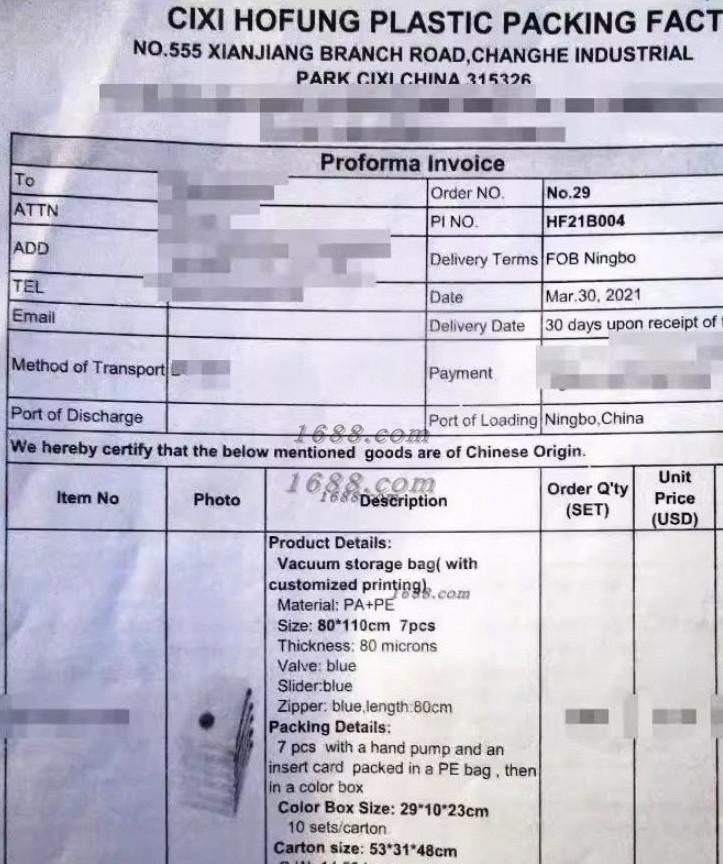 CIXI HOFUNG PLASTIC PACKING FACT
NO.555 XIANJIANG BRANCH ROAD,CHANGHE INDUSTRIAL
PARK CIXI CHINA 315326
Proforma Invoice
To
Order NO. No.29
ATTN
PI NO. HF21B004
ADD
Delivery Terms FOB Ningbo
TEL
Date Mar.30, 2021
Email
Delivery Date 30 days upon receipt of
Method of Transport
Payment
Port of Discharge
Port of Loading Ningbo,China
1688.com
We hereby certify that the below mentioned goods are of Chinese Origin.
Item No Photo Description Order Q'ty (SET) Unit Price (USD)
1688.com
1688.com
Product Details:
Vacuum storage bag( with
customized printing)
1688.com
Material: PA+PE
Size: 80*110cm 7pcs
Thickness: 80 microns
Valve: blue
Slider:blue
Zipper: blue,length:80cm
Packing Details:
7 pcs with a hand pump and an
insert card packed in a PE bag , then
in a color box
Color Box Size: 29*10*23cm
10 sets/carton
Carton size: 53*31*48cm